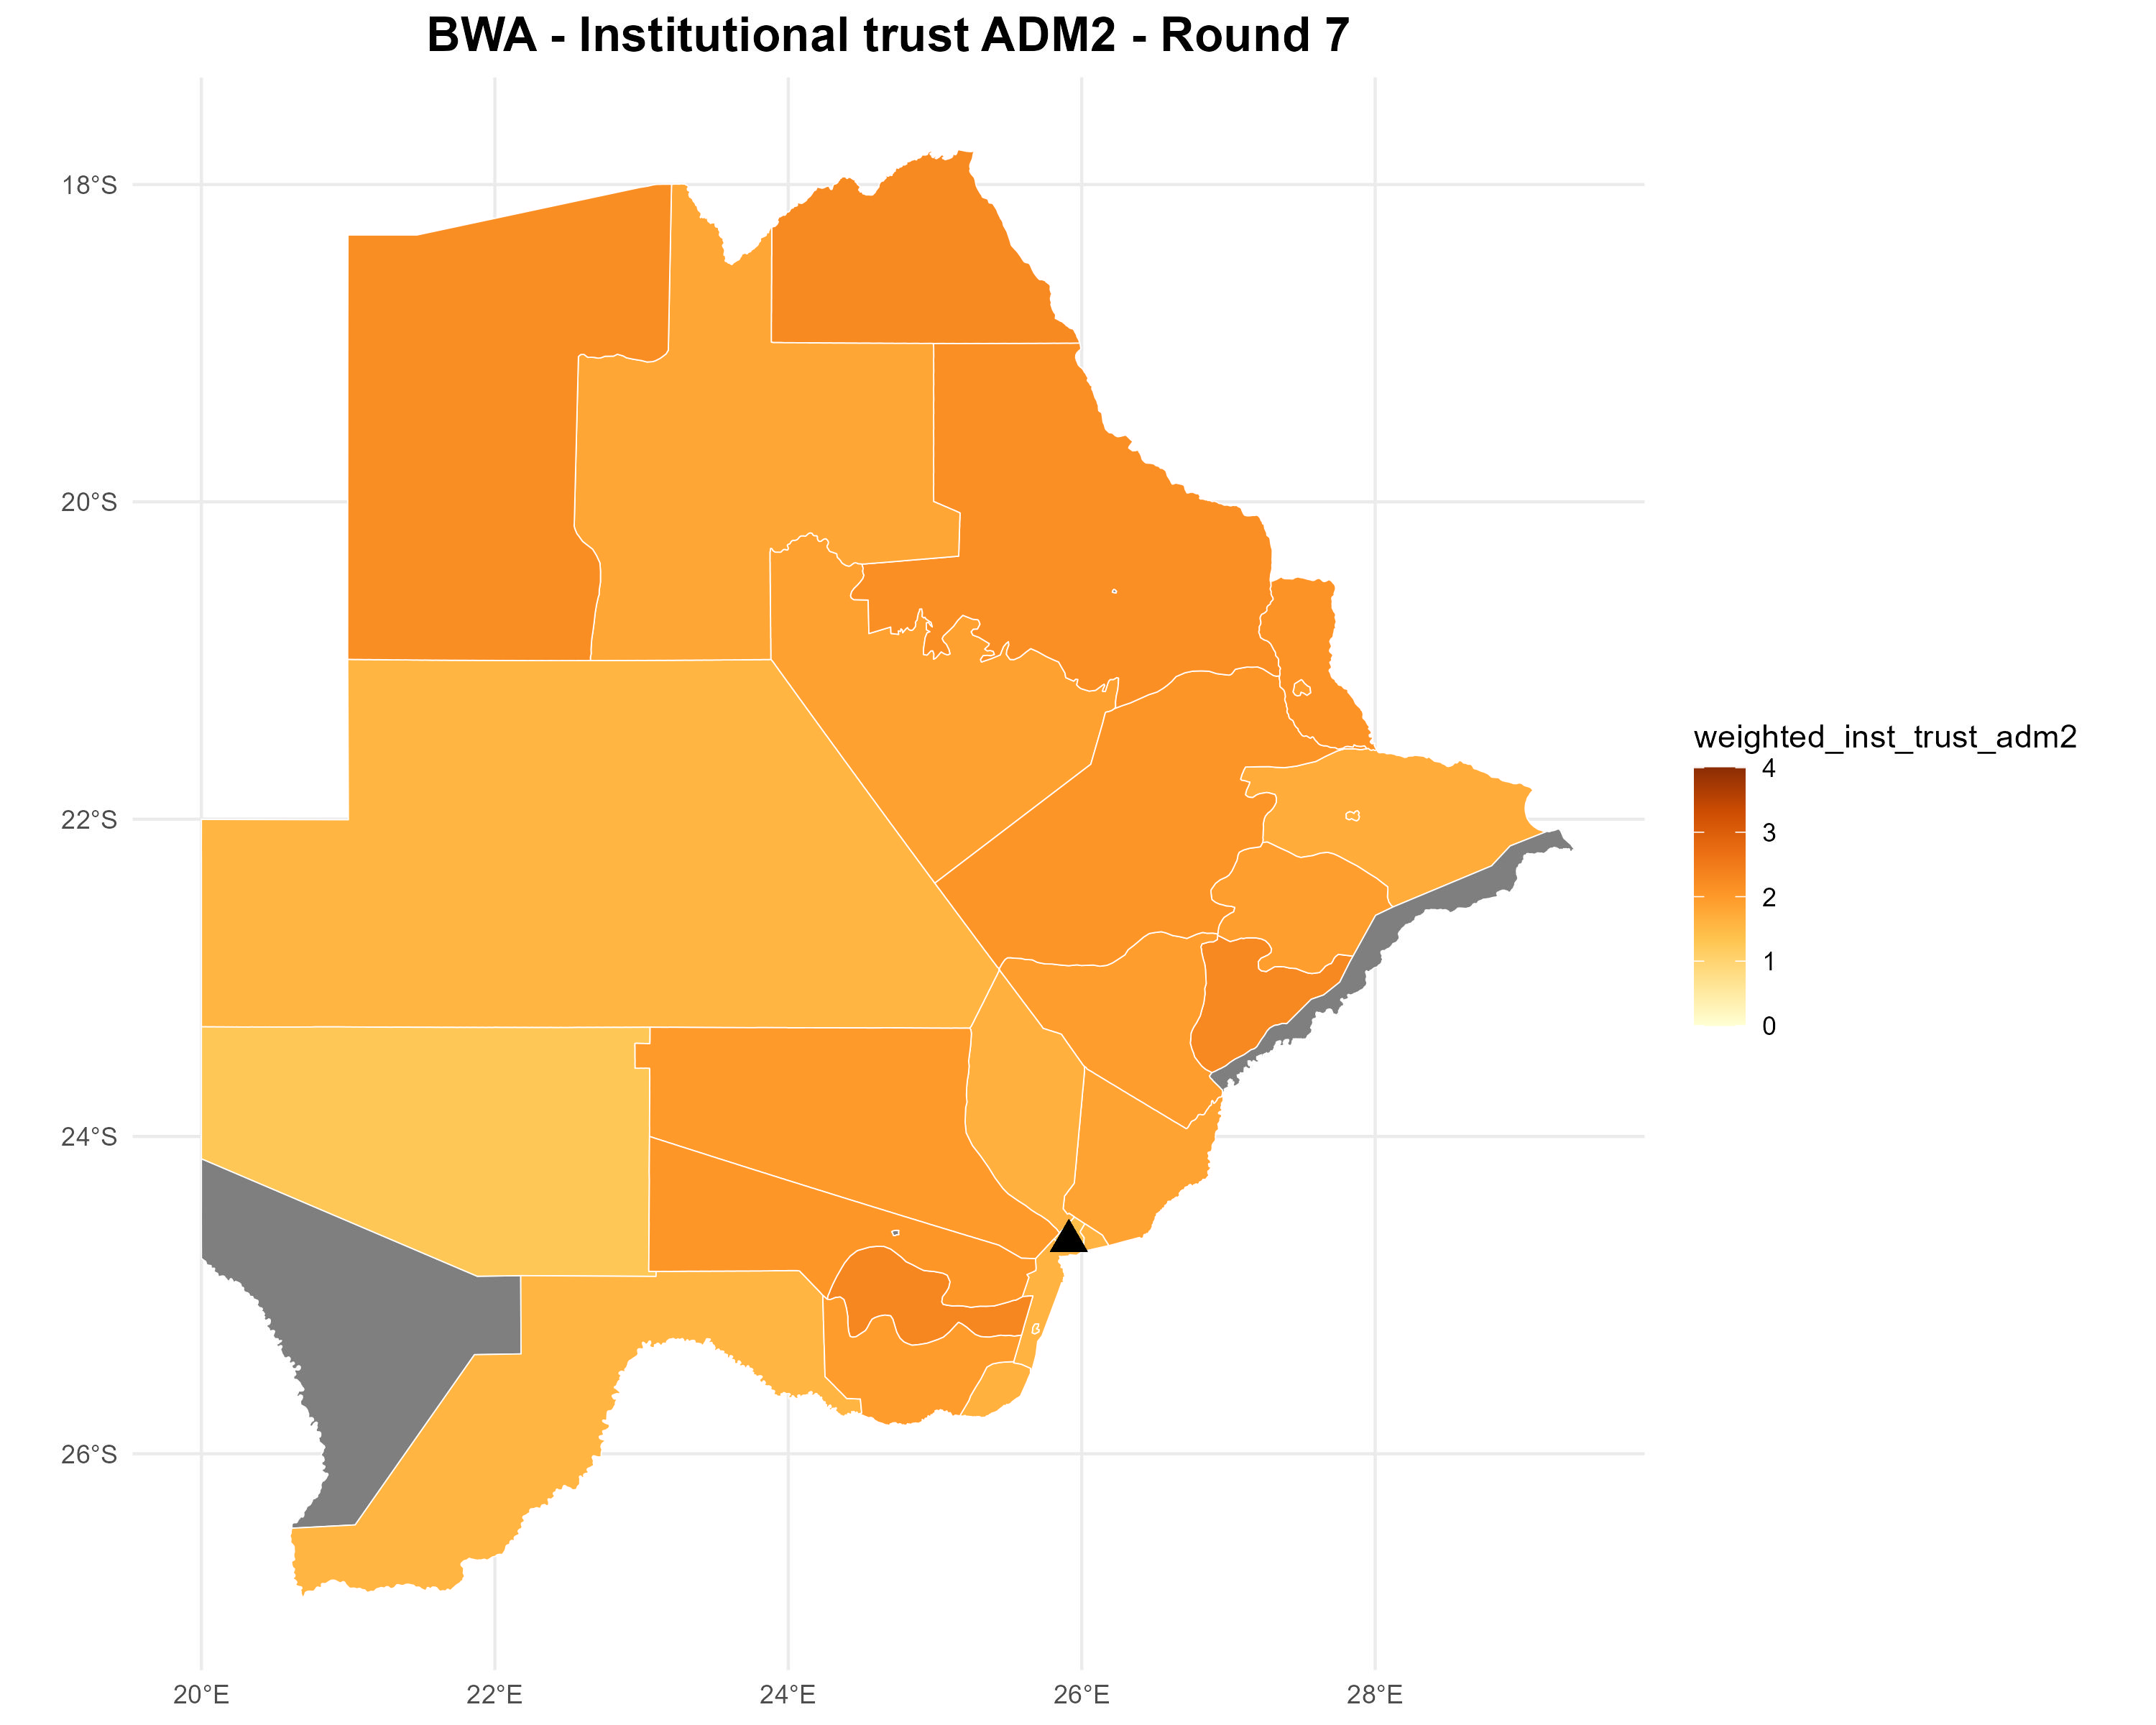 BWA - Institutional trust ADM2 - Round 7
18°S
20°S
22°S
24°S
26°S
20°E
22°E
24°E
26°E
28°E
weighted_inst_trust_adm2
4
3
2
1
0